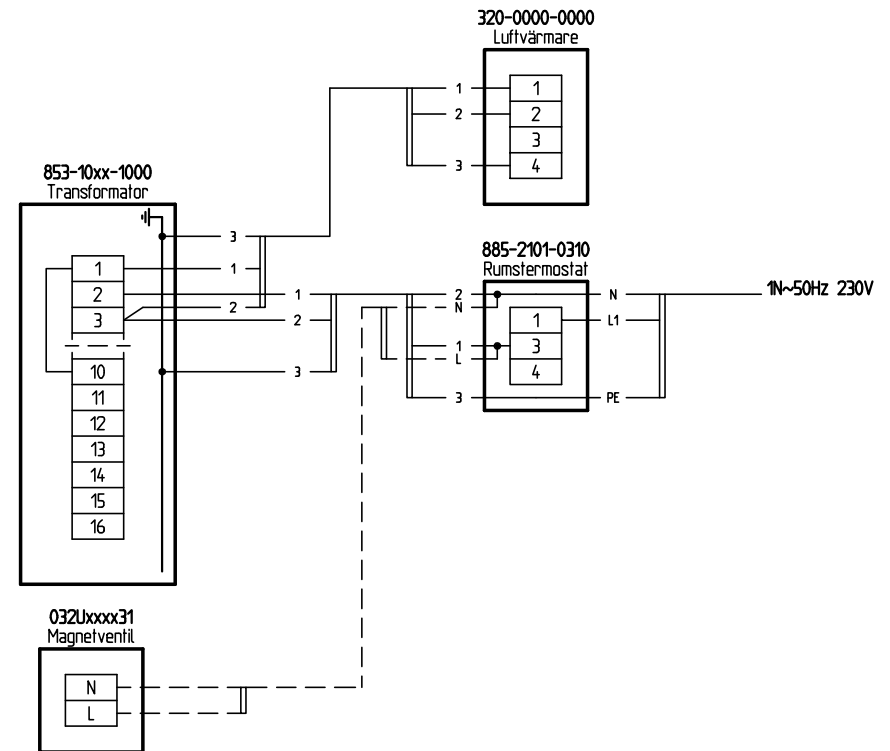 320-0000-0000
Luftvärmare
1 1
2 2
3
3 4
853-10xx-1000
Transformator
3
1 1
2 1
3 2
2
10 3
11
12
13
14
15
16
885-2101-0310
Rumstermostat
2 N
N
1 L1
1 3
L
4
3 PE
1N~50Hz 230V
032Uxxxx31
Magnetventil
N
L